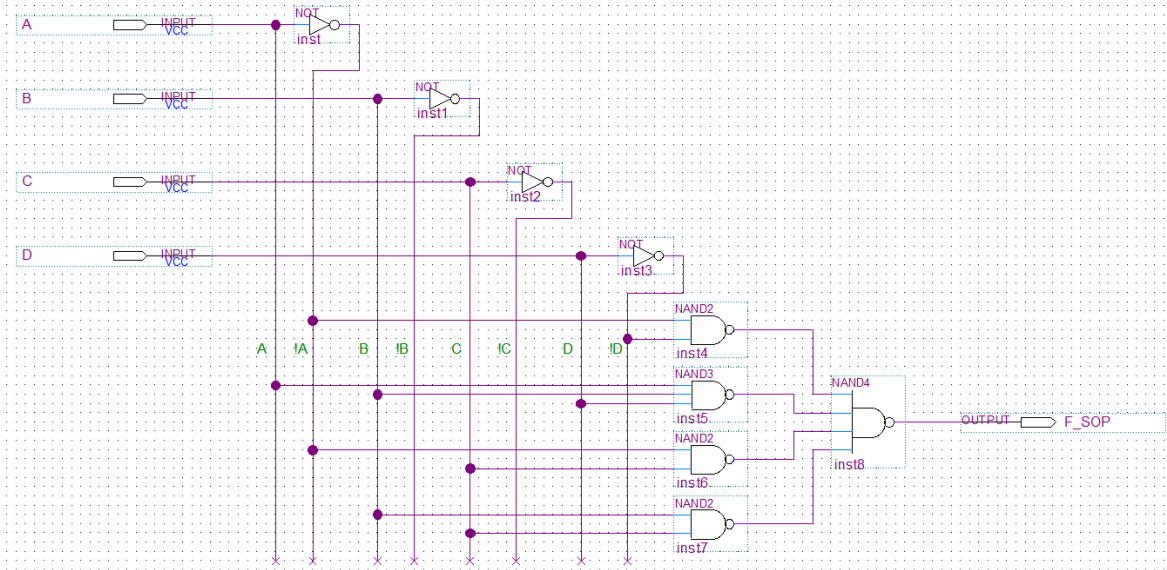 NOT
A
INPUT
VCC
inst
NOT
B
INPUT
VCC
inst1
NOT
C
INPUT
VCC
inst2
NOT
D
INPUT
VCC
inst3
NAND2
A !A B !B C !C D !D
inst4
NAND3
NAND4
inst5
OUTPUT F_SOP
NAND2
inst8
inst6
NAND2
inst7